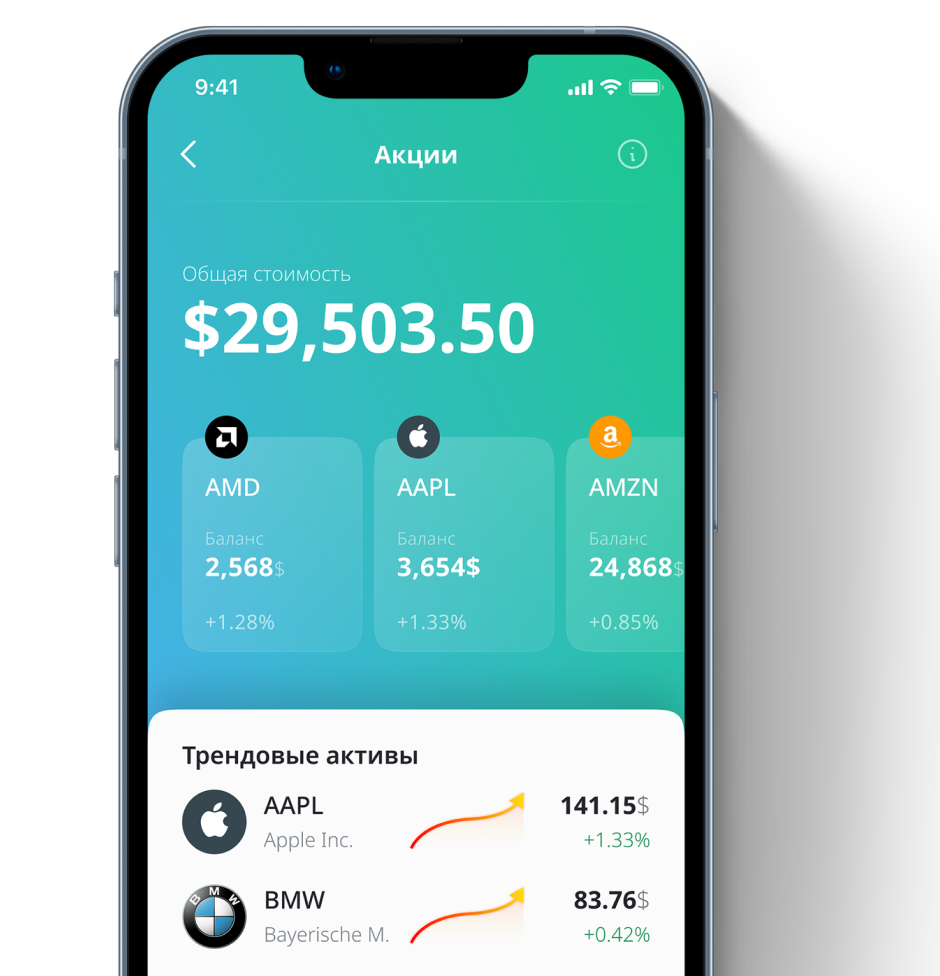 9:41
Акции
Общая стоимость
$29,503.50
AMD
Баланс
2,568$
+1.28%
AAPL
Баланс
3,654$
+1.33%
AMZN
Баланс
24,868$
+0.85%
Трендовые активы
AAPL
Apple Inc.
141.15$
+1.33%
BMW
BMW
Bayerische M.
83.76$
+0.42%